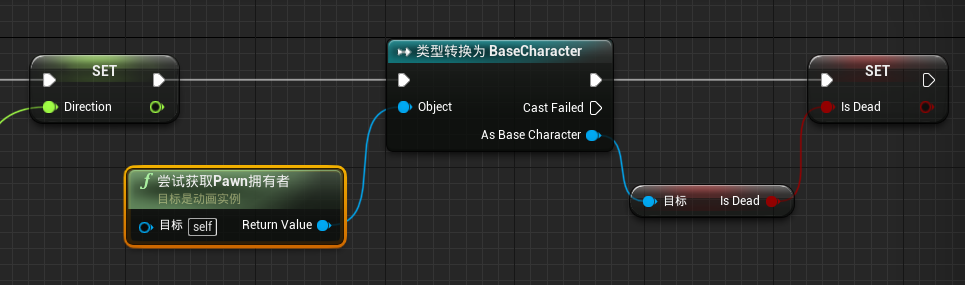 SET
Direction
类型转换为 BaseCharacter
Object
Cast Failed
As Base Character
SET
Is Dead
尝试获取Pawn拥有者
目标是动画实例
目标 self
Return Value
目标
Is Dead